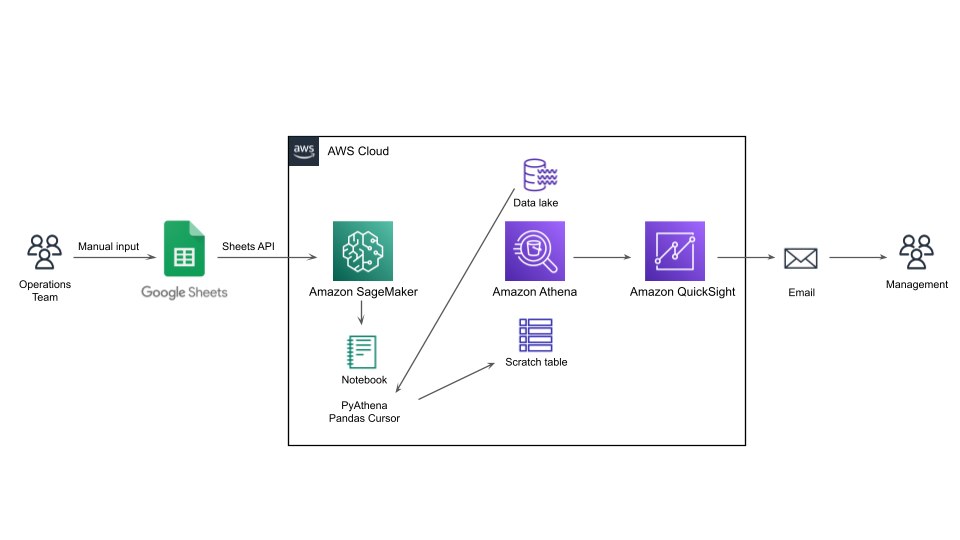 aws
AWS Cloud
Data lake
Manual input
Sheets API
Operations
Team
Google Sheets
Amazon SageMaker
Amazon Athena
Amazon QuickSight
Email
Management
Notebook
Scratch table
PyAthena
Pandas Cursor